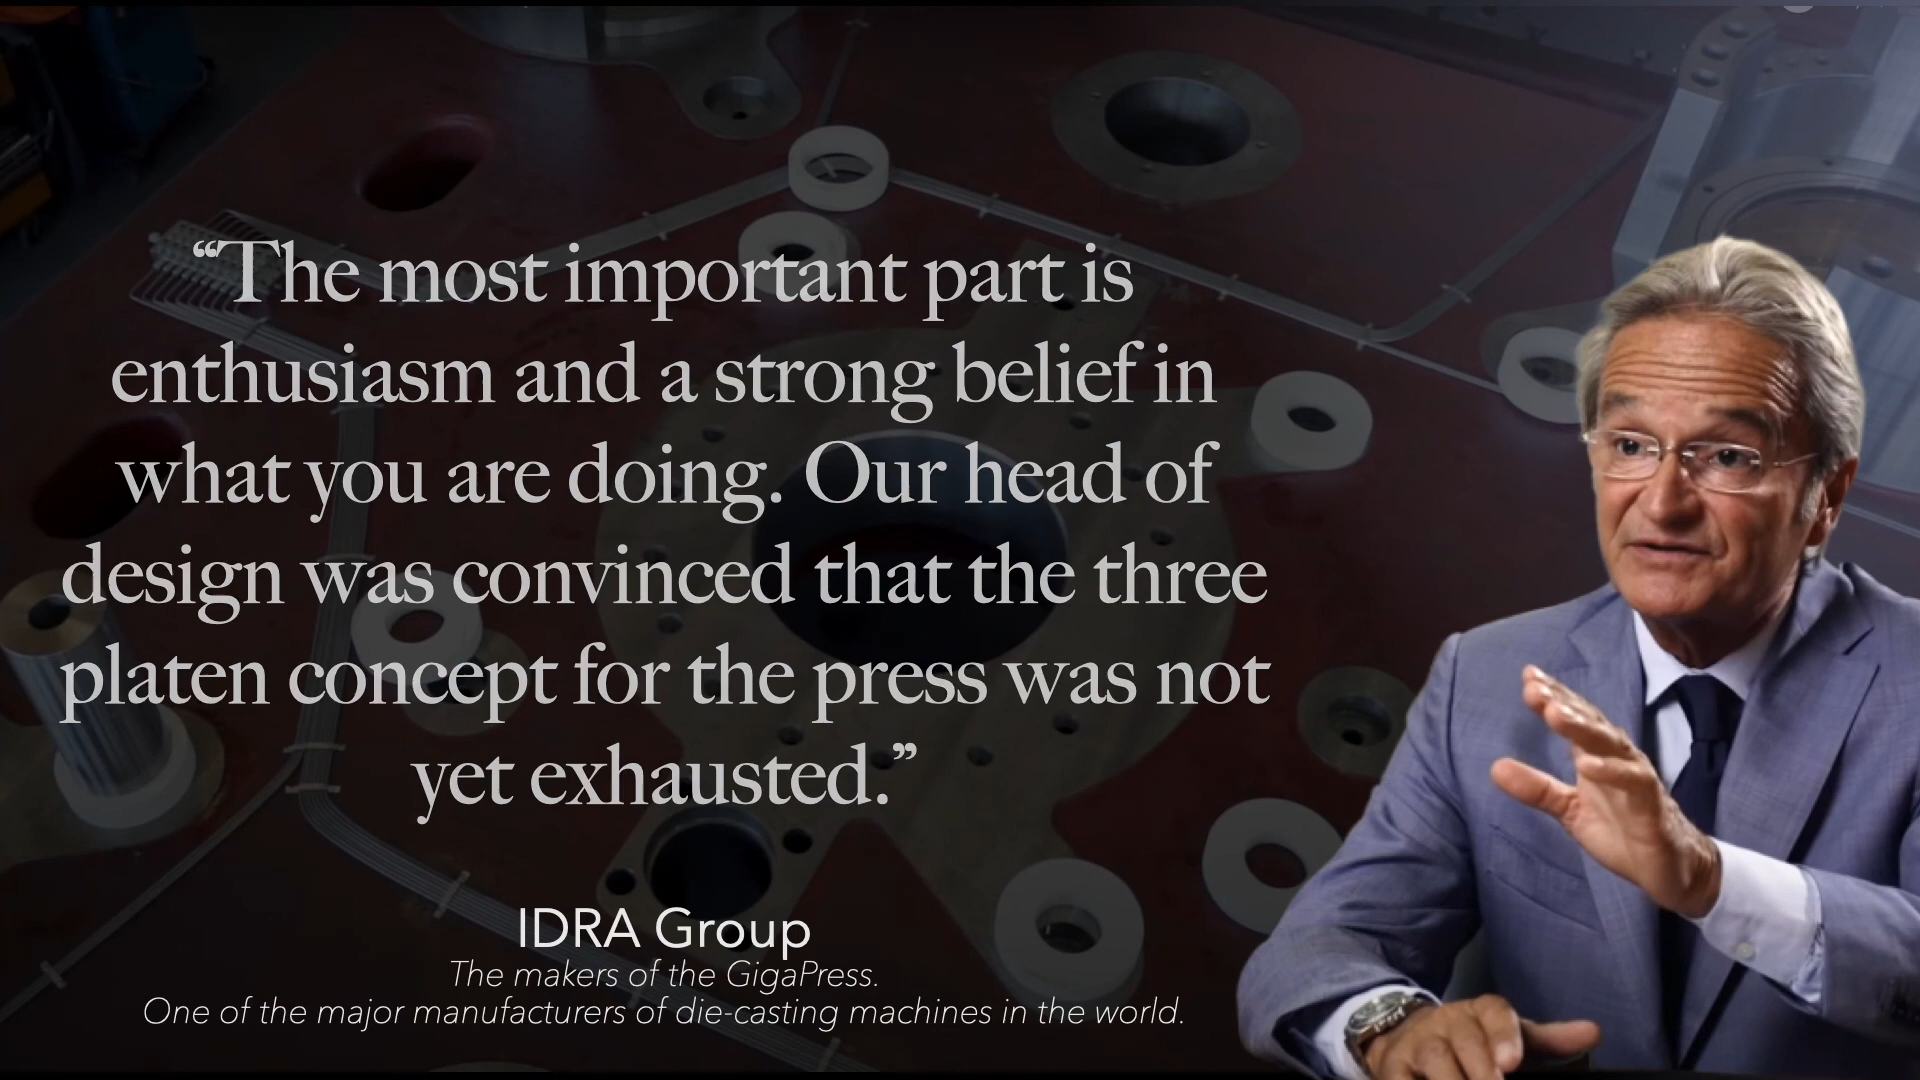 “The most important part is
enthusiasm and a strong belief in
what you are doing. Our head of
design was convinced that the three
platen concept for the press was not
yet exhausted.”
IDRA Group
The makers of the GigaPress.
One of the major manufacturers of die-casting machines in the world.